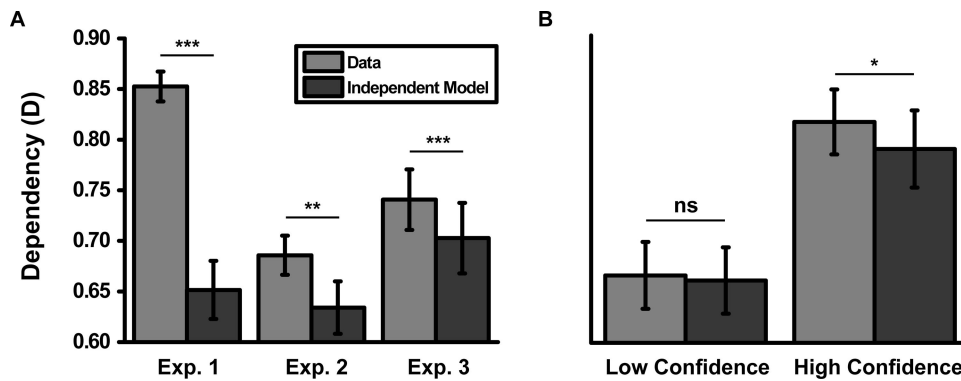 A
B
Dependency (D)
0.90
0.85
0.80
0.75
0.70
0.65
0.60
***
**
***
Data
Independent Model
Exp. 1
Exp. 2
Exp. 3
ns
*
Low Confidence
High Confidence